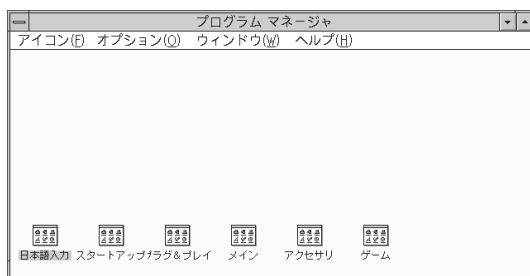 プログラム マネージャ
アイコン(F) オプション(O) ウィンドウ(W) ヘルプ(H)
日本語入力 スタートアップ プラグ&プレイ メイン アクセサリ ゲーム